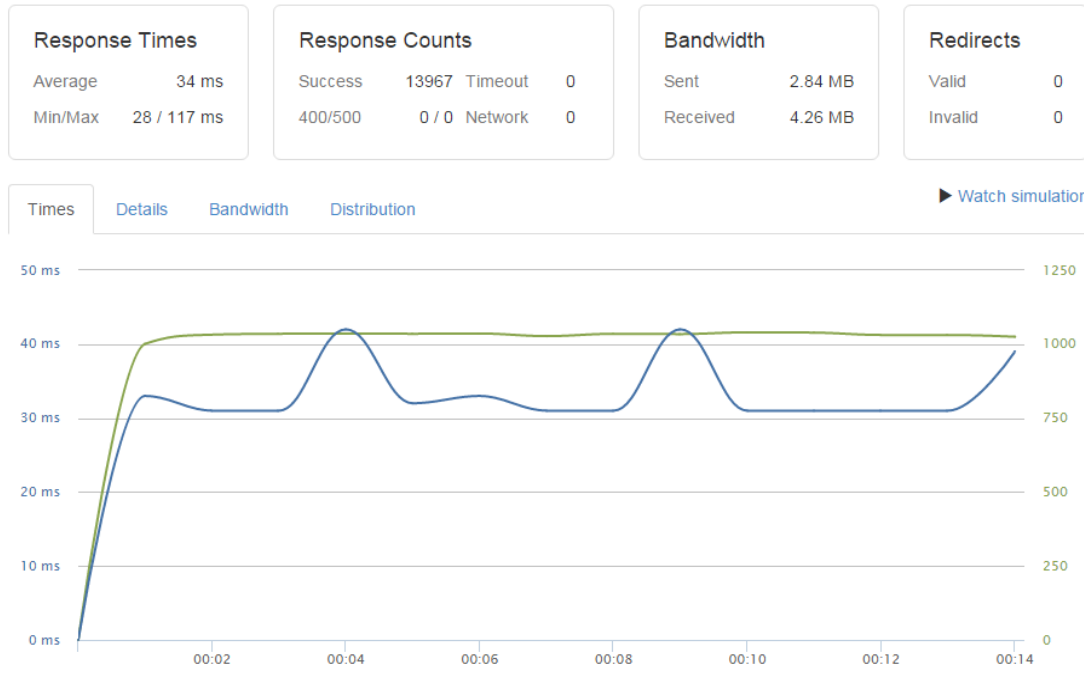 Response Times
Average 34 ms
Min/Max 28 / 117 ms
Response Counts
Success 13967 Timeout 0
400/500 0 / 0 Network 0
Bandwidth
Sent 2.84 MB
Received 4.26 MB
Redirects
Valid 0
Invalid 0
Times Details Bandwidth Distribution
▶ Watch simulation
50 ms 1250
40 ms 1000
30 ms 750
20 ms 500
10 ms 250
0 ms 0
00:02 00:04 00:06 00:08 00:10 00:12 00:14